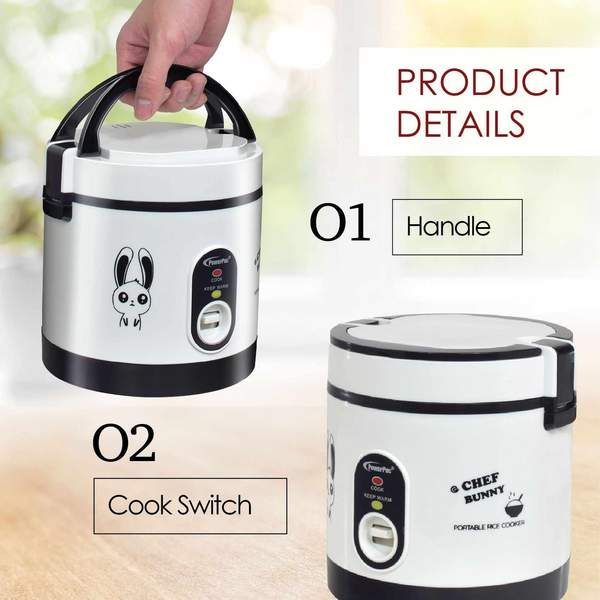 PRODUCT
DETAILS
01
Handle
PowerPac
COOK
KEEP WARM
02
Cook Switch
PowerPac
COOK
KEEP WARM
@ CHEF
BUNNY
PORTABLE RICE COOKER